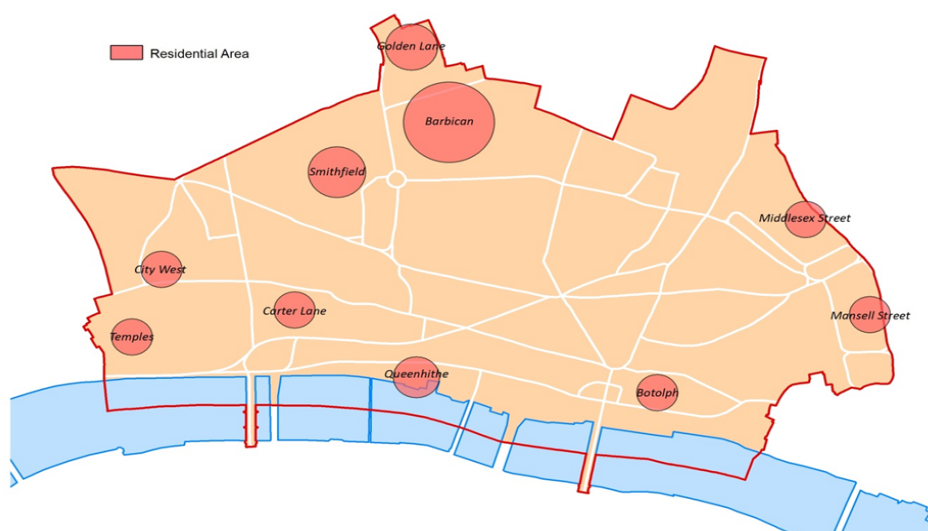 Golden Lane
Residential Area
Barbican
Smithfield
Middlesex Street
City West
Carter Lane
Mansell Street
Temples
Queenhithe
Botolph